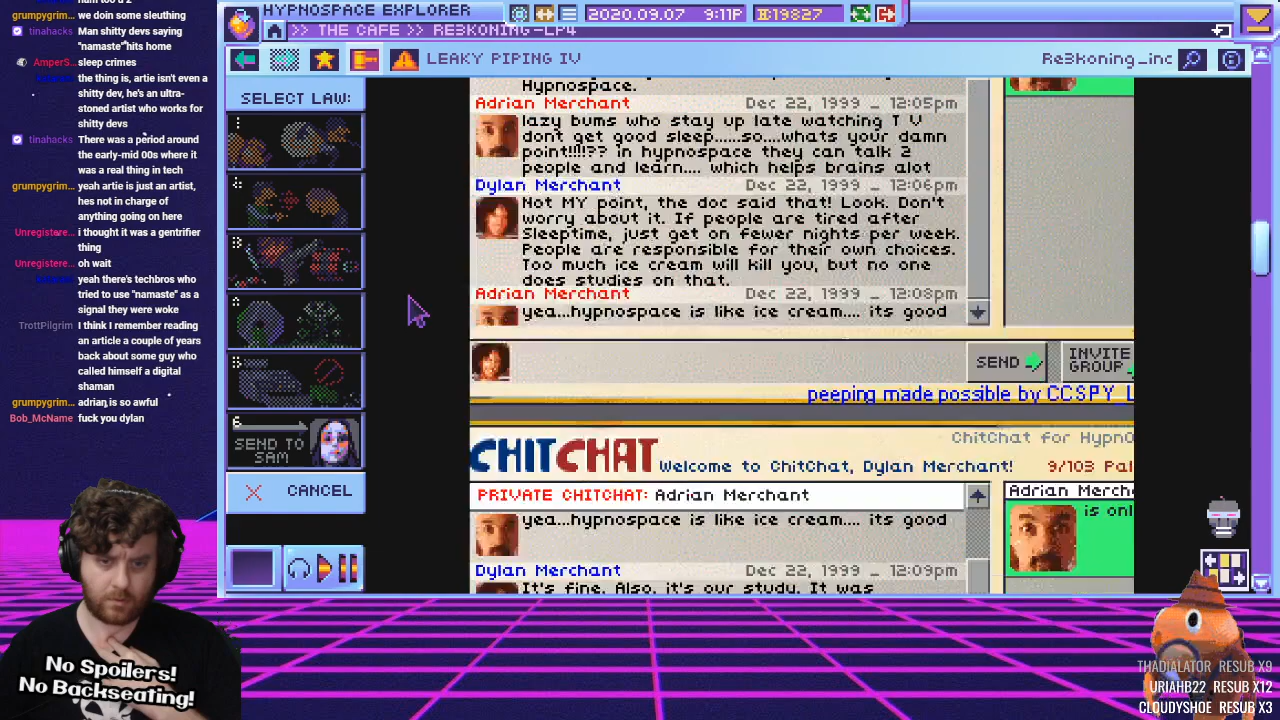 grumpygrim... we doin some sleuthing
tinahacks Man shitty devs saying
"namaste" hits home
AmperS... sleep crimes
the thing is, artie isn't even a
shitty dev, he's an ultra-
stoned artist who works for
shitty devs
tinahacks There was a period around
the early-mid 00s where it
was a real thing in tech
grumpygrim... yeah artie is just an artist,
hes not in charge of
anything going on here
Unregistere... i thought it was a gentrifier
thing
Unregistere... oh wait
yeah there's techbros who
tried to use "namaste" as a
signal they were woke
TrottPilgrim I think I remember reading
an article a couple of years
back about some guy who
called himself a digital
shaman
grumpygrim... adrian is so awful
Bob_McName fuck you dylan
No Spoilers!
No Backseating!
HYPNOSPACE EXPLORER
2020.09.07 9:11P
19827
>> THE CAFE >> RE3KONING-LP4
LEAKY PIPING IV
Re3koning_inc
SELECT LAW:
1
2
3
4
5
6
SEND TO
SAM
CANCEL
Hypnospace.
Adrian Merchant Dec 22, 1999 _ 12:05pm
lazy bums who stay up late watching T V
dont get good sleep......so....whats your damn
point!!!!?? in hypnospace they can talk 2
people and learn.... which helps brains alot
Dylan Merchant Dec 22, 1999 _ 12:06pm
Not MY point, the doc said that! Look. Don't
worry about it. If people are tired after
Sleeptime, just get on fewer nights per week.
People are responsible for their own choices.
Too much ice cream will kill you, but no one
does studies on that.
Adrian Merchant Dec 22, 1999 _ 12:08pm
yea...hypnospace is like ice cream.... its good
SEND
INVITE
GROUP
peeping made possible by CCSPY_L
CHITCHAT
ChitChat for HypnO
Welcome to ChitChat, Dylan Merchant!
9/103 Pal
PRIVATE CHITCHAT: Adrian Merchant
Adrian Merch
is onl
yea...hypnospace is like ice cream.... its good
Dylan Merchant Dec 22, 1999 _ 12:09pm
It's fine. Also, it's our study. It was
THADIALATOR RESUB X9
URIAHB22 RESUB X12
CLOUDYSHOE RESUB X3